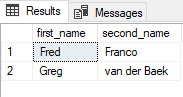 Results Messages
first_name second_name
1 Fred Franco
2 Greg van der Baek